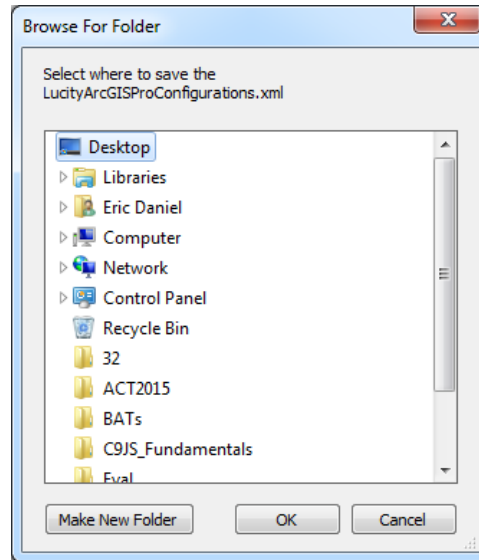 Browse For Folder
Select where to save the
LucityArcGISProConfigurations.xml
Desktop
Libraries
Eric Daniel
Computer
Network
Control Panel
Recycle Bin
32
ACT2015
BATs
C9JS_Fundamentals
Eval
Make New Folder
OK
Cancel